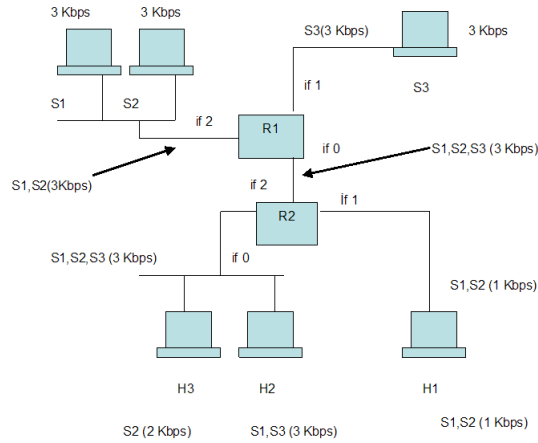 3 Kbps
3 Kbps
S3(3 Kbps)
3 Kbps
S1
S2
S3
if 1
if 2
R1
if 0
S1,S2,S3 (3 Kbps)
S1,S2(3Kbps)
if 2
if 1
R2
S1,S2,S3 (3 Kbps)
if 0
S1,S2 (1 Kbps)
H3
H2
H1
S2 (2 Kbps)
S1,S3 (3 Kbps)
S1,S2 (1 Kbps)